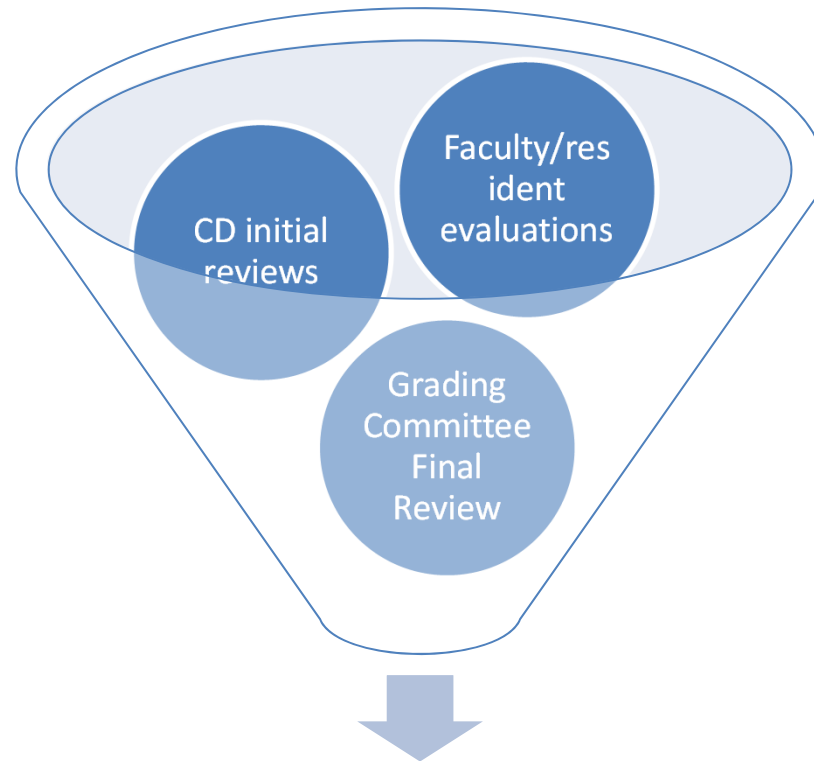 Faculty/res
ident
evaluations
CD initial
reviews
Grading
Committee
Final
Review